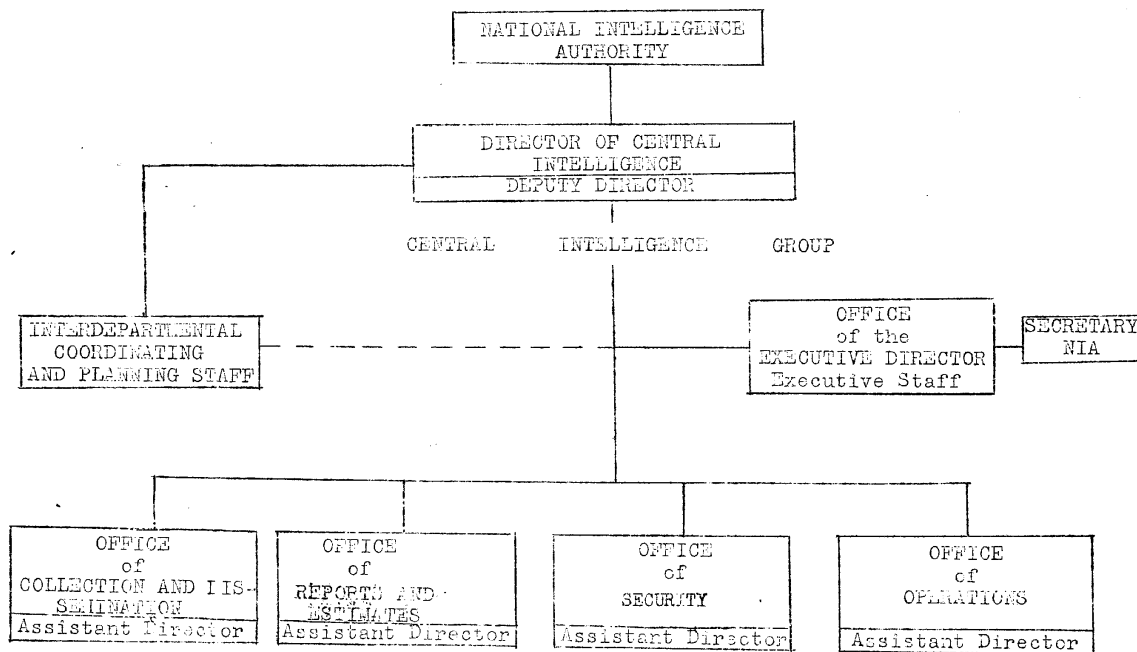 NATIONAL INTELLIGENCE
AUTHORITY
DIRECTOR OF CENTRAL
INTELLIGENCE
DEPUTY DIRECTOR
CENTRAL INTELLIGENCE GROUP
INTERDEPARTMENTAL
COORDINATING
AND PLANNING STAFF
OFFICE
of the
EXECUTIVE DIRECTOR
Executive Staff
SECRETARY
NIA
OFFICE
of
COLLECTION AND DIS-
SEMINATION
Assistant Director
OFFICE
of
REPORTS AND
ESTIMATES
Assistant Director
OFFICE
of
SECURITY
Assistant Director
OFFICE
of
OPERATIONS
Assistant Director